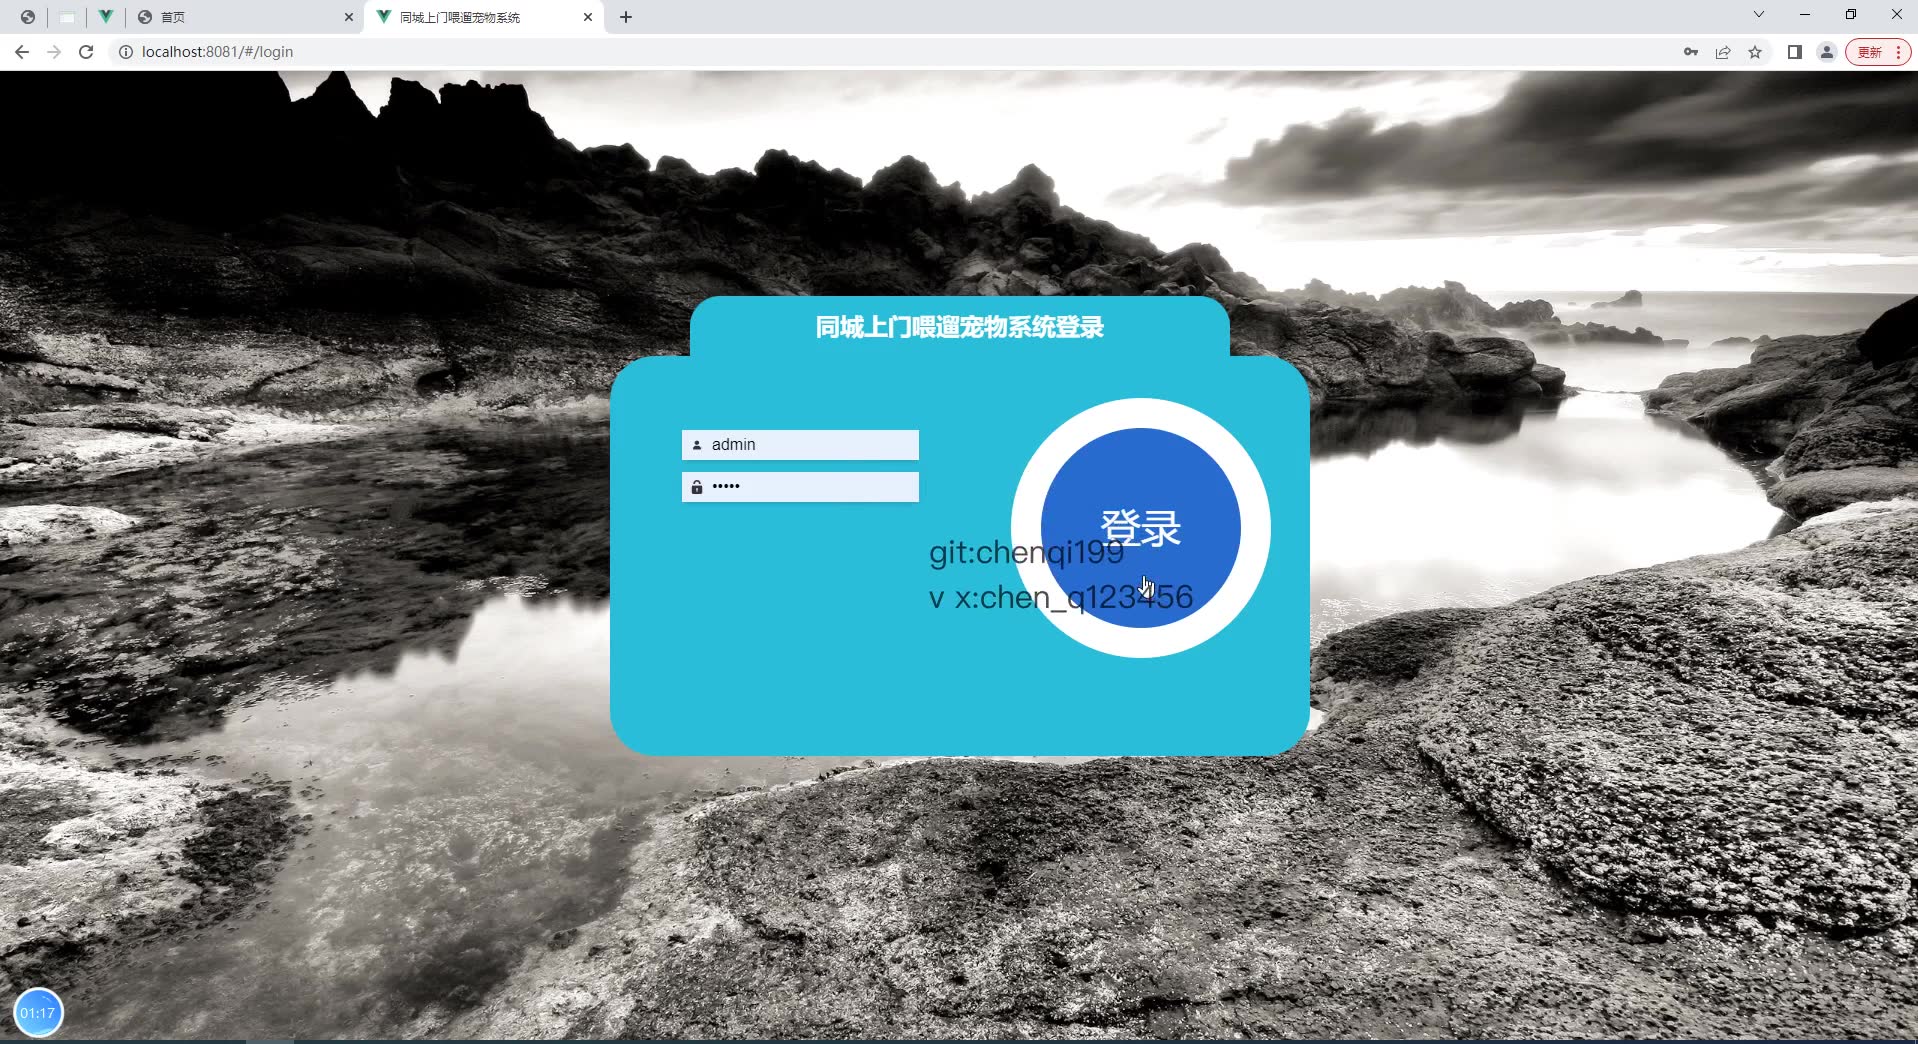 首页
同城上门喂遛宠物系统
localhost:8081/#/login
更新
同城上门喂遛宠物系统登录
admin
•••••
登录
git:chenqi199
v x:chen_q123456
01:17